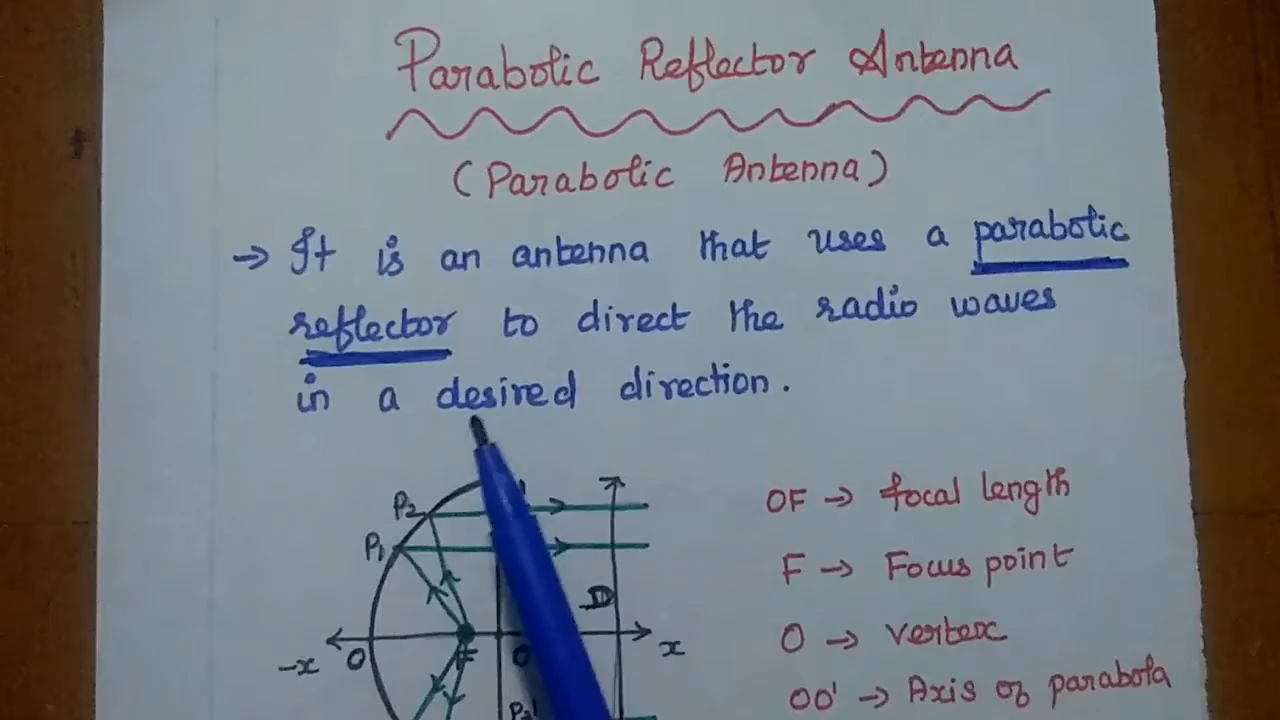 Parabolic Reflector Antenna
(Parabolic Antenna)
→ It is an antenna that uses a parabolic
reflector to direct the radio waves
in a desired direction.
P2
P1
D
-x O F O x
P2'
OF → focal length
F → Focus point
O → vertex
OO' → Axis of parabola